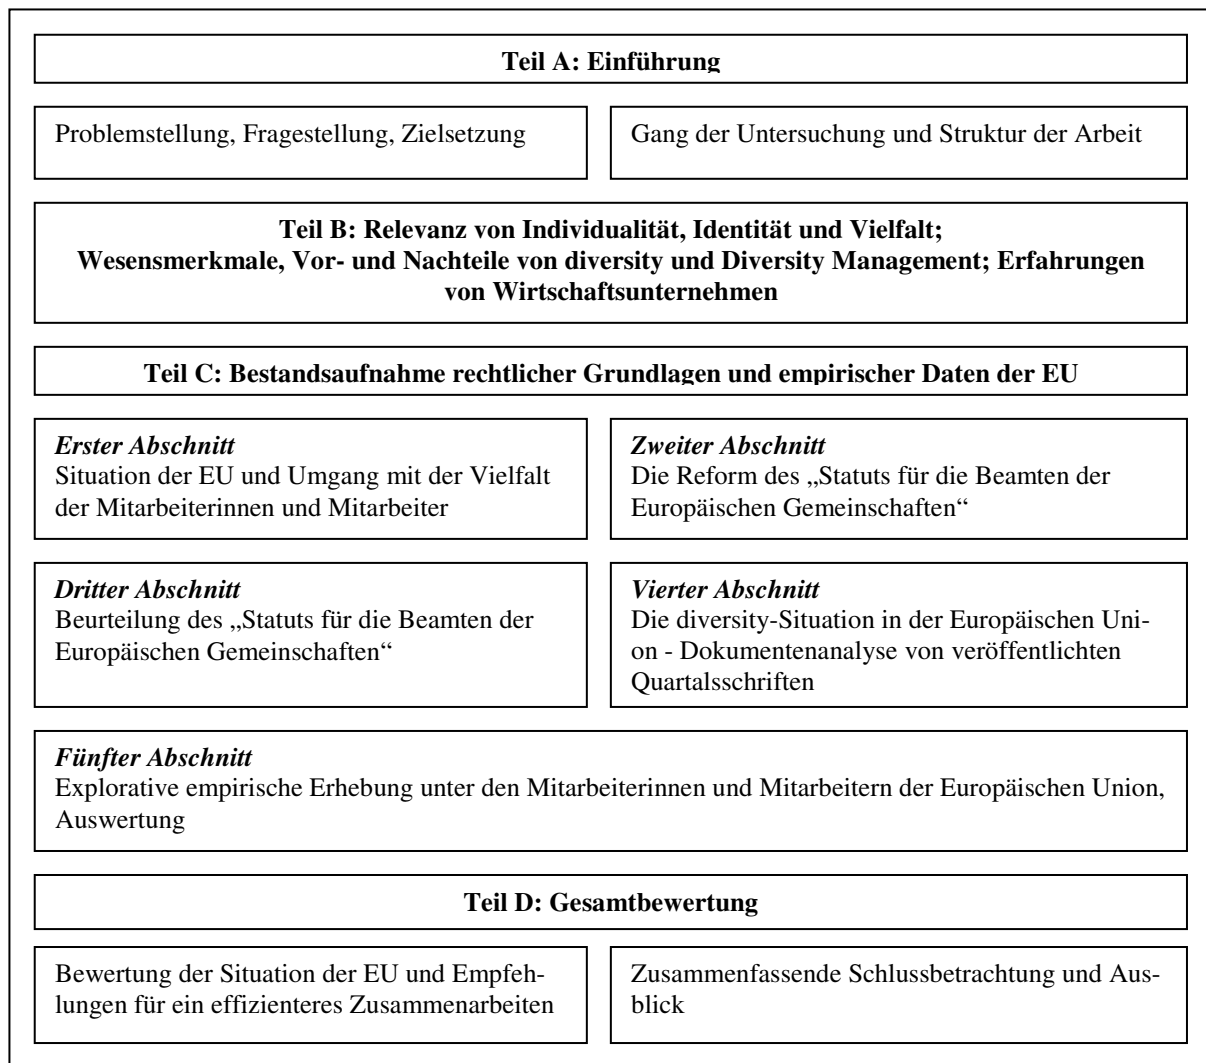 Teil A: Einführung
Problemstellung, Fragestellung, Zielsetzung
Gang der Untersuchung und Struktur der Arbeit
Teil B: Relevanz von Individualität, Identität und Vielfalt;
Wesensmerkmale, Vor- und Nachteile von diversity und Diversity Management; Erfahrungen
von Wirtschaftsunternehmen
Teil C: Bestandsaufnahme rechtlicher Grundlagen und empirischer Daten der EU
Erster Abschnitt
Situation der EU und Umgang mit der Vielfalt
der Mitarbeiterinnen und Mitarbeiter
Zweiter Abschnitt
Die Reform des „Statuts für die Beamten der
Europäischen Gemeinschaften“
Dritter Abschnitt
Beurteilung des „Statuts für die Beamten der
Europäischen Gemeinschaften“
Vierter Abschnitt
Die diversity-Situation in der Europäischen Uni-
on - Dokumentenanalyse von veröffentlichten
Quartalsschriften
Fünfter Abschnitt
Explorative empirische Erhebung unter den Mitarbeiterinnen und Mitarbeitern der Europäischen Union,
Auswertung
Teil D: Gesamtbewertung
Bewertung der Situation der EU und Empfeh-
lungen für ein effizienteres Zusammenarbeiten
Zusammenfassende Schlussbetrachtung und Aus-
blick